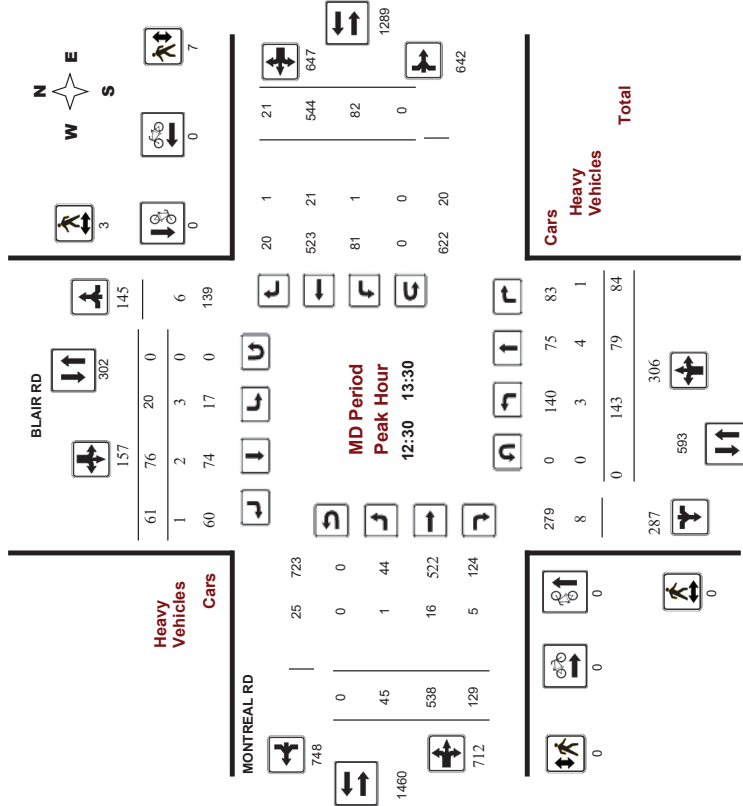 N
W E
S
3
7
0
0
BLAIR RD
157
302
145
61 76 20 0
1 2 3 0 6
60 74 17 0 139
Heavy
Vehicles
Cars
MONTREAL RD
748
1460
712
25 723
0 0 0
45 1 44
538 16 522
129 5 124
MD Period
Peak Hour
12:30 13:30
647
1289
642
20 1 21
523 21 544
81 1 82
0 0 0
622 20
Cars
Heavy
Vehicles
Total
279 0 140 75 83
8 0 3 4 1
0 143 79 84
287
593
306
0
0
0
0